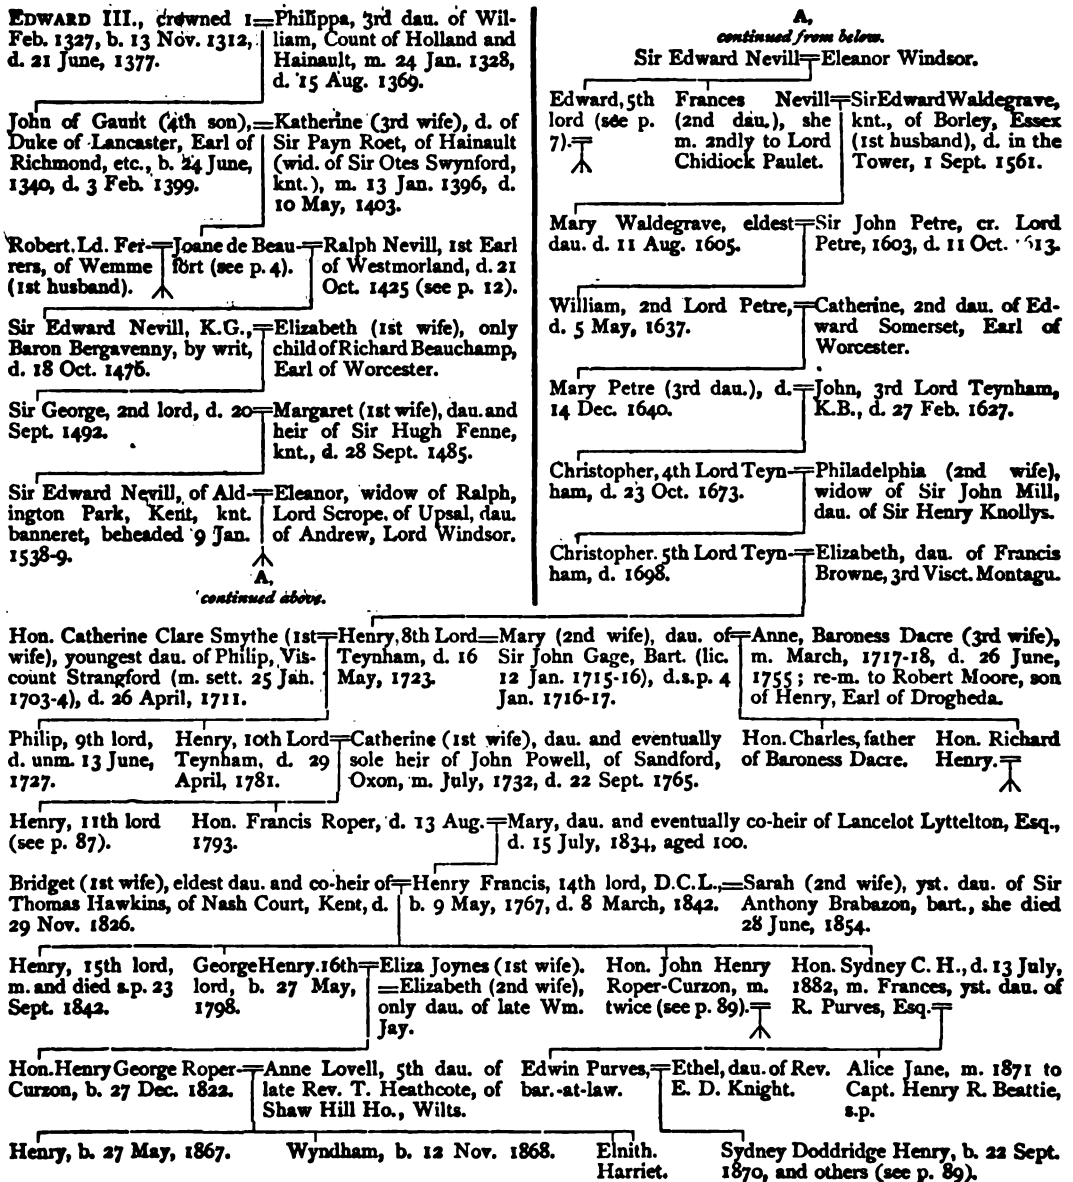 EDWARD III., crowned 1
Feb. 1327, b. 13 Nov. 1312,
d. 21 June, 1377.
=Philippa, 3rd dau. of Wil-
liam, Count of Holland and
Hainault, m. 24 Jan. 1328,
d. 15 Aug. 1369.
John of Gaunt (4th son),
Duke of Lancaster, Earl of
Richmond, etc., b. 24 June,
1340, d. 3 Feb. 1399.
=Katherine (3rd wife), d. of
Sir Payn Roet, of Hainault
(wid. of Sir Otes Swynford,
knt.), m. 13 Jan. 1396, d.
10 May, 1403.
Robert, Ld. Fer-
rers, of Wemme
(1st husband).
=Joane de Beau-
fort (see p. 4).
=Ralph Nevill, 1st Earl
of Westmorland, d. 21
Oct. 1425 (see p. 12).
Sir Edward Nevill, K.G.,
Baron Bergavenny, by writ,
d. 18 Oct. 1476.
=Elizabeth (1st wife), only
child of Richard Beauchamp,
Earl of Worcester.
Sir George, 2nd lord, d. 20
Sept. 1492.
=Margaret (1st wife), dau. and
heir of Sir Hugh Fenne,
knt., d. 28 Sept. 1485.
Sir Edward Nevill, of Ald-
ington Park, Kent, knt.
banneret, beheaded 9 Jan.
1538-9.
=Eleanor, widow of Ralph,
Lord Scrope, of Upsal, dau.
of Andrew, Lord Windsor.
A,
continued above.
A,
continued from below.
Sir Edward Nevill=Eleanor Windsor.
Edward, 5th
lord (see p.
7).=
Frances Nevill
(2nd dau.), she
m. 2ndly to Lord
Chidiock Paulet.
=Sir Edward Waldegrave,
knt., of Borley, Essex
(1st husband), d. in the
Tower, 1 Sept. 1561.
Mary Waldegrave, eldest
dau. d. 11 Aug. 1605.
=Sir John Petre, cr. Lord
Petre, 1603, d. 11 Oct. 1613.
William, 2nd Lord Petre,
d. 5 May, 1637.
=Catherine, 2nd dau. of Ed-
ward Somerset, Earl of
Worcester.
Mary Petre (3rd dau.), d.
14 Dec. 1640.
=John, 3rd Lord Teynham,
K.B., d. 27 Feb. 1627.
Christopher, 4th Lord Teyn-
ham, d. 23 Oct. 1673.
=Philadelphia (2nd wife),
widow of Sir John Mill,
dau. of Sir Henry Knollys.
Christopher. 5th Lord Teyn-
ham, d. 1698.
=Elizabeth, dau. of Francis
Browne, 3rd Visct. Montagu.
Hon. Catherine Clare Smythe (1st
wife), youngest dau. of Philip, Vis-
count Strangford (m. sett. 25 Jan.
1703-4), d. 26 April, 1711.
=Henry, 8th Lord
Teynham, d. 16
May, 1723.
=Mary (2nd wife), dau. of
Sir John Gage, Bart. (lic.
12 Jan. 1715-16), d.s.p. 4
Jan. 1716-17.
=Anne, Baroness Dacre (3rd wife),
m. March, 1717-18, d. 26 June,
1755; re-m. to Robert Moore, son
of Henry, Earl of Drogheda.
Philip, 9th lord,
d. unm. 13 June,
1727.
Henry, 10th Lord
Teynham, d. 29
April, 1781.
=Catherine (1st wife), dau. and eventually
sole heir of John Powell, of Sandford,
Oxon, m. July, 1732, d. 22 Sept. 1765.
Hon. Charles, father
of Baroness Dacre.
Hon. Richard
Henry.=
Henry, 11th lord
(see p. 87).
Hon. Francis Roper, d. 13 Aug.
1793.
=Mary, dau. and eventually co-heir of Lancelot Lyttelton, Esq.,
d. 15 July, 1834, aged 100.
Bridget (1st wife), eldest dau. and co-heir of
Thomas Hawkins, of Nash Court, Kent, d.
29 Nov. 1826.
=Henry Francis, 14th lord, D.C.L.,
b. 9 May, 1767, d. 8 March, 1842.
=Sarah (2nd wife), yst. dau. of Sir
Anthony Brabazon, bart., she died
28 June, 1854.
Henry, 15th lord,
m. and died s.p. 23
Sept. 1842.
George Henry. 16th
lord, b. 27 May,
1798.
=Eliza Joynes (1st wife).
=Elizabeth (2nd wife),
only dau. of late Wm.
Jay.
Hon. John Henry
Roper-Curzon, m.
twice (see p. 89).=
Hon. Sydney C. H., d. 13 July,
1882, m. Frances, yst. dau. of
R. Purves, Esq.=
Hon. Henry George Roper-
Curzon, b. 27 Dec. 1822.
=Anne Lovell, 5th dau. of
late Rev. T. Heathcote, of
Shaw Hill Ho., Wilts.
Edwin Purves,
bar.-at-law.
=Ethel, dau. of Rev.
E. D. Knight.
Alice Jane, m. 1871 to
Capt. Henry R. Beattie,
s.p.
Henry, b. 27 May, 1867.
Wyndham, b. 12 Nov. 1868.
Elnith.
Harriet.
Sydney Doddridge Henry, b. 22 Sept.
1870, and others (see p. 89).